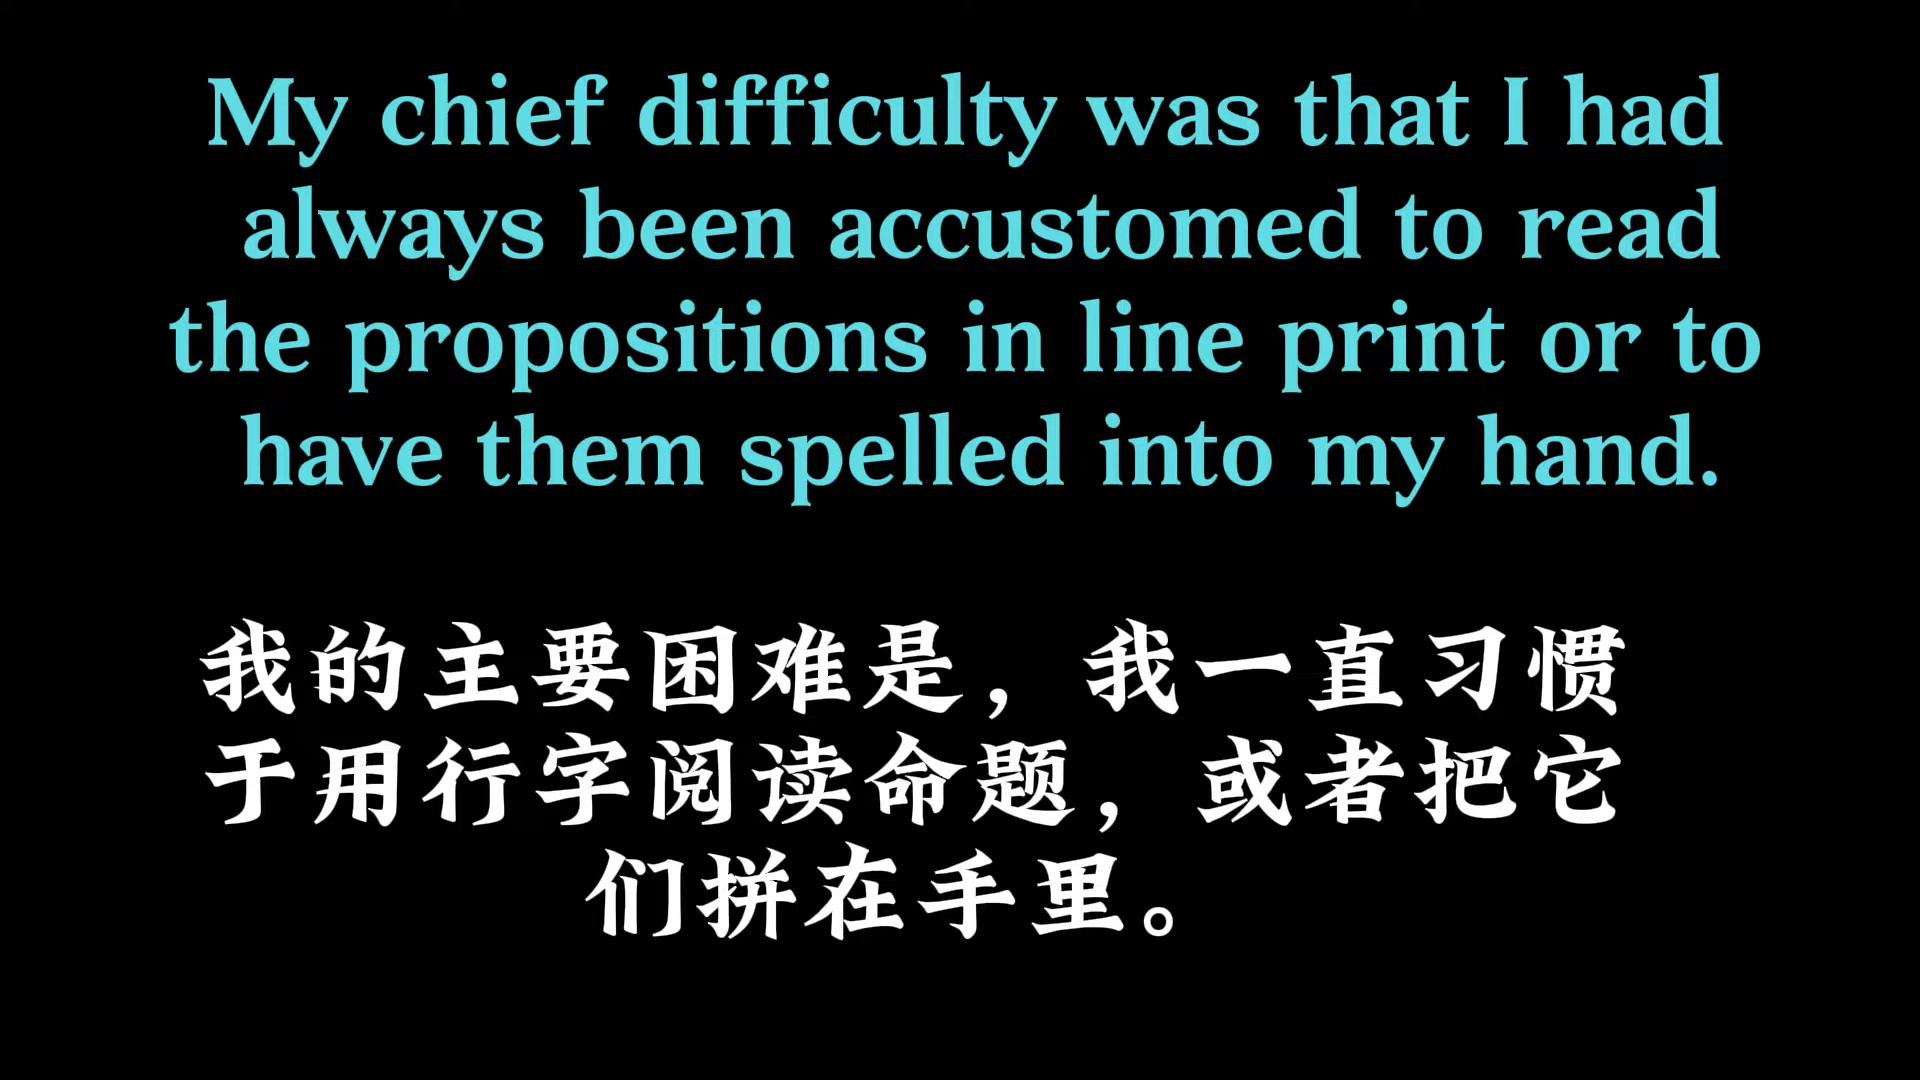 My chief difficulty was that I had
always been accustomed to read
the propositions in line print or to
have them spelled into my hand.
我的主要困难是，我一直习惯
于用行字阅读命题，或者把它
们拼在手里。